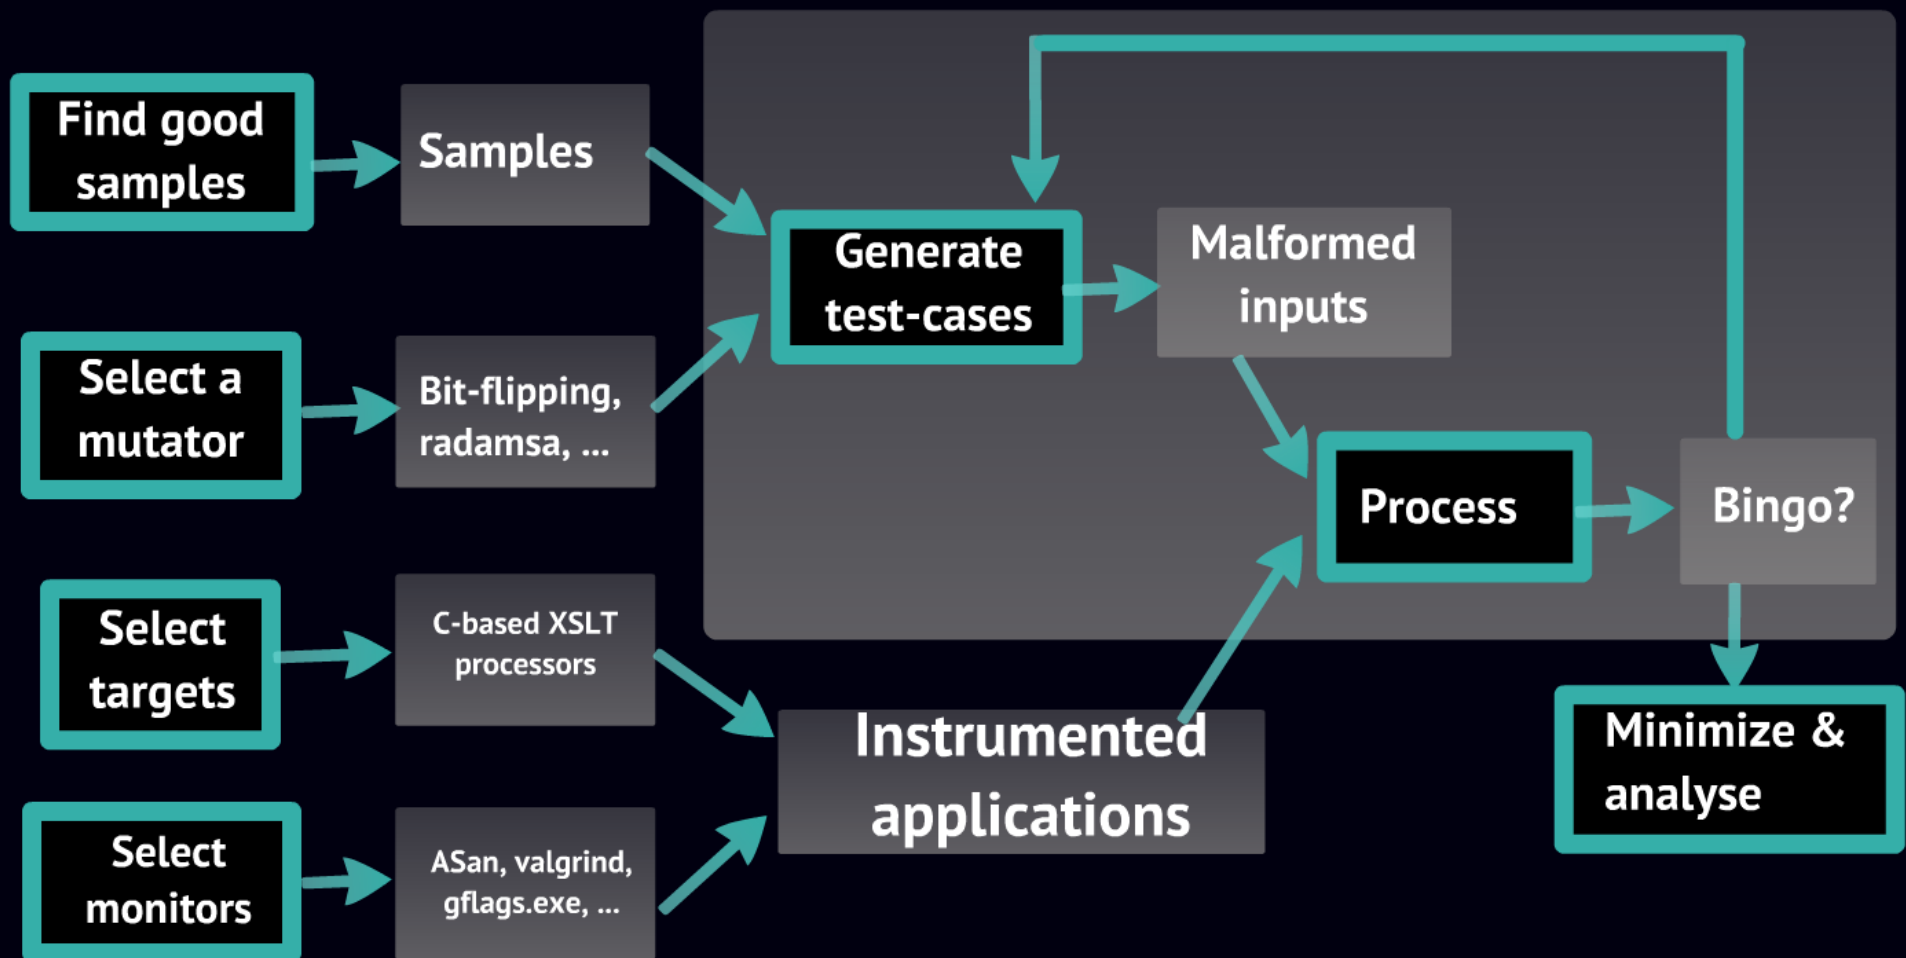 Find good
samples
Samples
Select a
mutator
Bit-flipping,
radamsa, ...
Select
targets
C-based XSLT
processors
Select
monitors
ASan, valgrind,
gflags.exe, ...
Generate
test-cases
Malformed
inputs
Instrumented
applications
Process
Bingo?
Minimize &
analyse